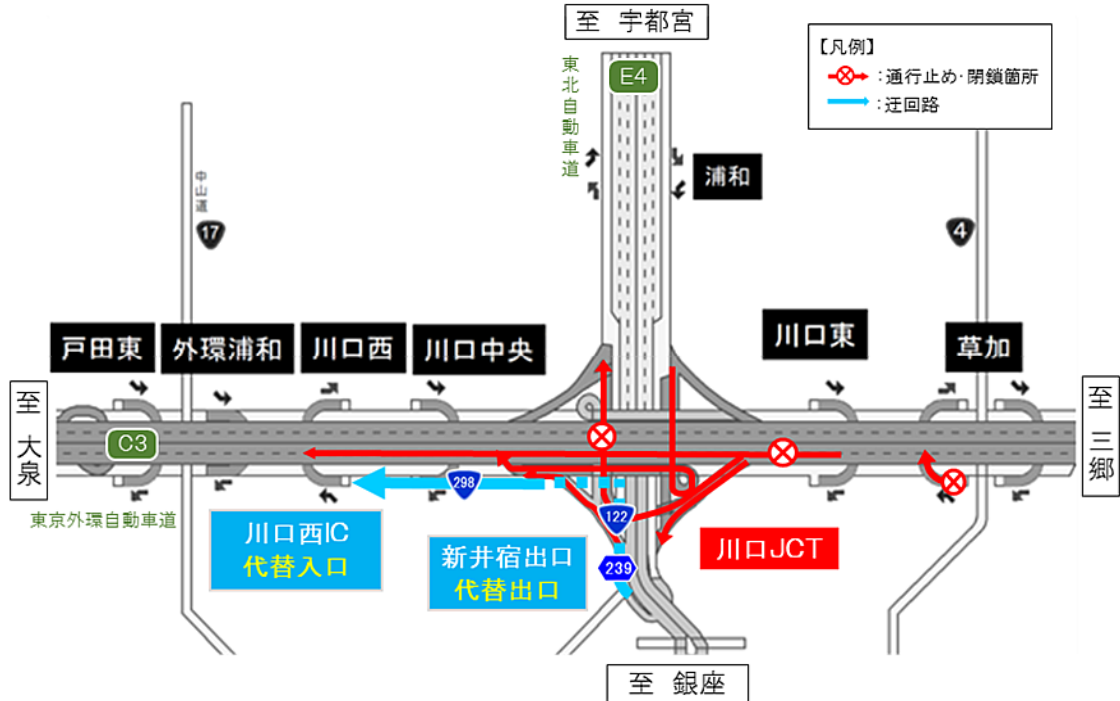 至 宇都宮
【凡例】
:通行止め・閉鎖箇所
:迂回路
E4
東北自動車道
浦和
中山道
17
4
戸田東
外環浦和
川口西
川口中央
川口東
草加
至 大泉
C3
至 三郷
298
東京外環自動車道
川口西IC
代替入口
新井宿出口
代替出口
122
239
川口JCT
至 銀座